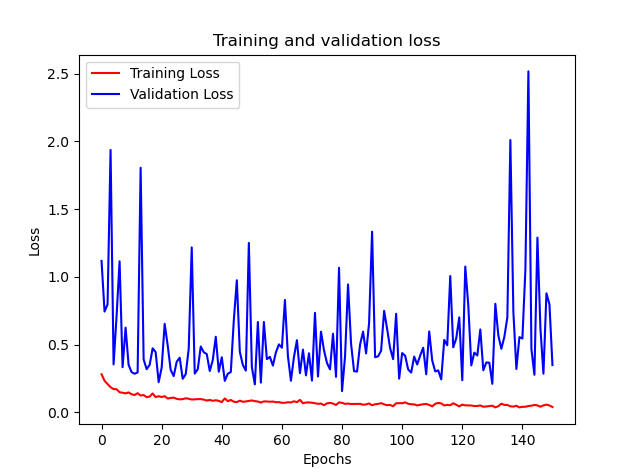 Training and validation loss
Training Loss
Validation Loss
2.5
2.0
1.5
1.0
0.5
0.0
Loss
0 20 40 60 80 100 120 140
Epochs